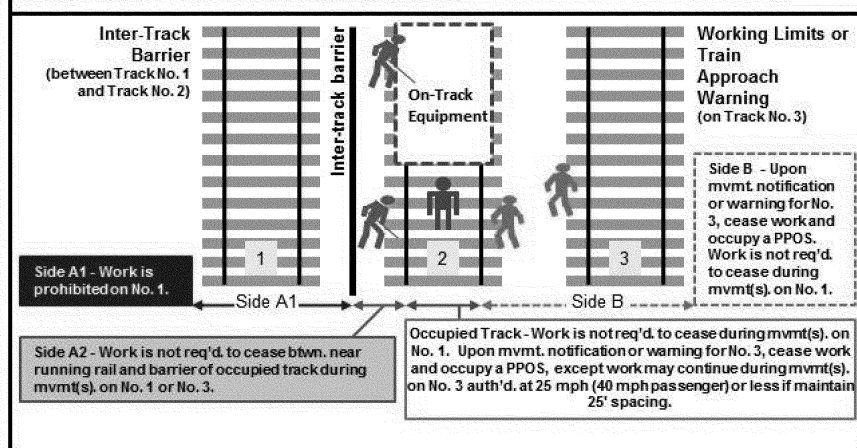 Inter-Track
Barrier
(between Track No. 1
and Track No. 2)
Inter-track barrier
On-Track
Equipment
Working Limits or
Train
Approach
Warning
(on Track No. 3)
Side B - Upon
mvmt. notification
or warning for No.
3, cease work and
occupy a PPOS.
Work is not req'd.
to cease during
mvmt(s). on No. 1.
1
2
3
Side A1 - Work is
prohibited on No. 1.
Side A1
Side B
Side A2 - Work is not req'd. to cease btwn. near
running rail and barrier of occupied track during
mvmt(s). on No. 1 or No. 3.
Occupied Track - Work is not req'd. to cease during mvmt(s). on
No. 1. Upon mvmt. notification or warning for No. 3, cease work
and occupy a PPOS, except work may continue during mvmt(s).
on No. 3 auth'd. at 25 mph (40 mph passenger) or less if maintain
25' spacing.